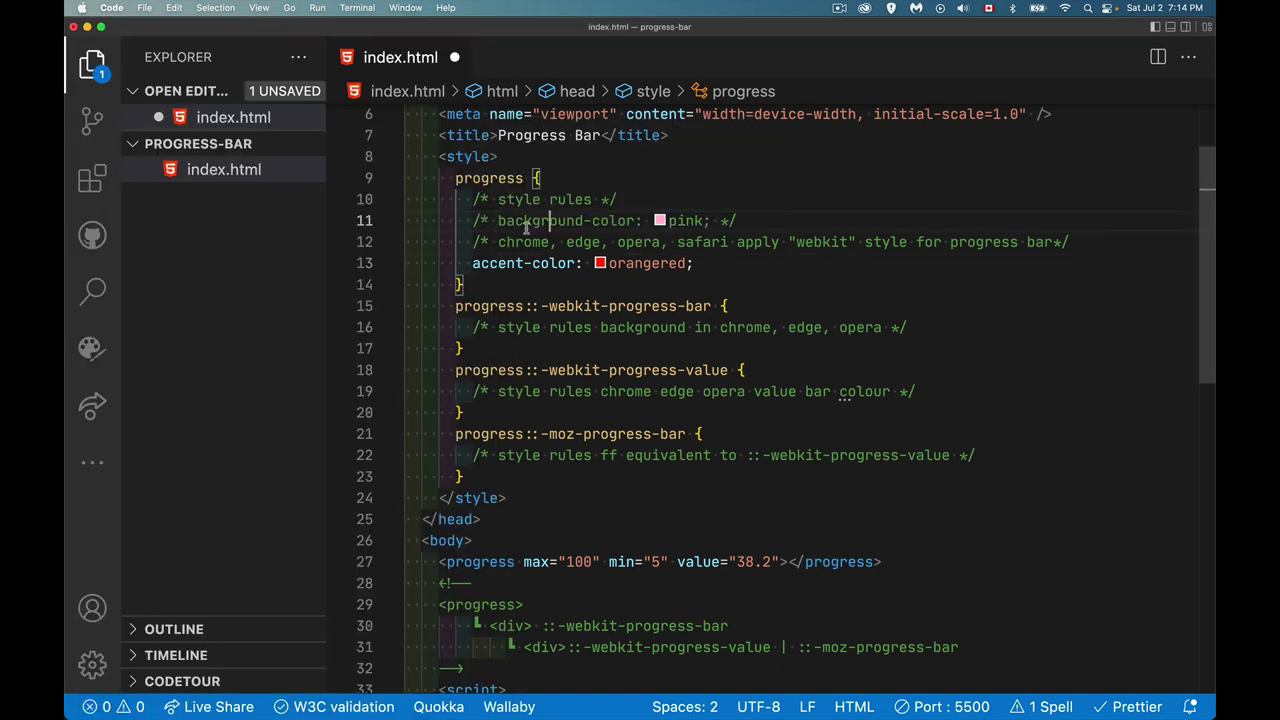 Code File Edit Selection View Go Run Terminal Window Help Sat Jul 2 7:14 PM
index.html — progress-bar
EXPLORER
index.html
OPEN EDIT... 1 UNSAVED
index.html > html > head > style > progress
index.html
PROGRESS-BAR
index.html
1
6 <meta name="viewport" content="width=device-width, initial-scale=1.0" />
7 <title>Progress Bar</title>
8 <style>
9 progress {
10 /* style rules */
11 /* background-color: pink; */
12 /* chrome, edge, opera, safari apply "webkit" style for progress bar*/
13 accent-color: orangered;
14 }
15 progress::-webkit-progress-bar {
16 /* style rules background in chrome, edge, opera */
17 }
18 progress::-webkit-progress-value {
19 /* style rules chrome edge opera value bar colour */
20 }
21 progress::-moz-progress-bar {
22 /* style rules ff equivalent to ::-webkit-progress-value */
23 }
24 </style>
25 </head>
26 <body>
27 <progress max="100" min="5" value="38.2"></progress>
28 <!--
29 <progress>
30 ┗ <div> ::-webkit-progress-bar
31 ┗ <div>::-webkit-progress-value | ::-moz-progress-bar
32 -->
33 <script>
OUTLINE
TIMELINE
CODETOUR
0 0 Live Share W3C validation Quokka Wallaby Spaces: 2 UTF-8 LF HTML Port : 5500 1 Spell Prettier